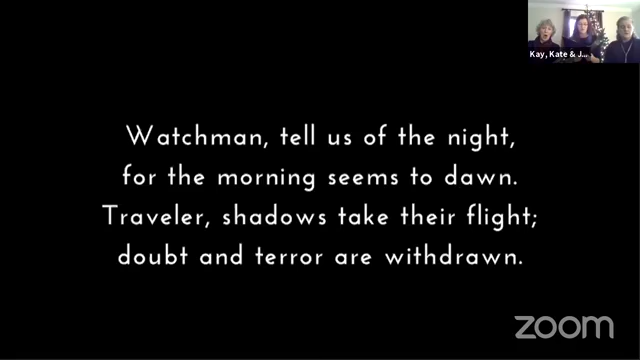 Kay, Kate & J...
Watchman, tell us of the night,
for the morning seems to dawn.
Traveler, shadows take their flight;
doubt and terror are withdrawn.
zoom